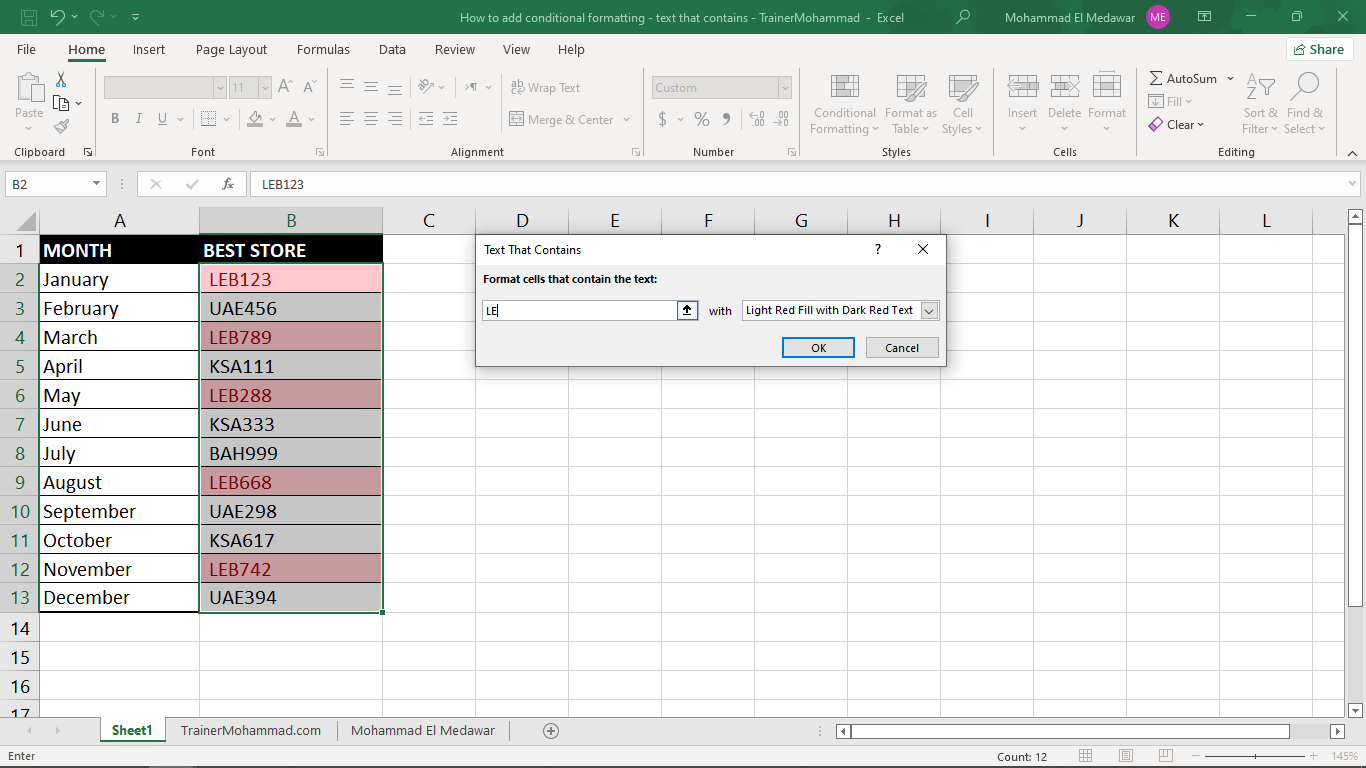 How to add conditional formatting - text that contains - TrainerMohammad - Excel
Mohammad El Medawar ME
File Home Insert Page Layout Formulas Data Review View Help Share
Paste
Clipboard
11
B I U
Font
Wrap Text
Merge & Center
Alignment
Custom
$ % 9
Number
Conditional Formatting
Format as Table
Cell Styles
Styles
Insert Delete Format
Cells
AutoSum
Fill
Clear
Sort & Filter
Find & Select
Editing
B2 fx LEB123
A B C D E F G H I J K L
1 MONTH BEST STORE
2 January LEB123
3 February UAE456
4 March LEB789
5 April KSA111
6 May LEB288
7 June KSA333
8 July BAH999
9 August LEB668
10 September UAE298
11 October KSA617
12 November LEB742
13 December UAE394
14
15
16
17
Text That Contains ?
Format cells that contain the text:
LE with Light Red Fill with Dark Red Text
OK Cancel
Sheet1 TrainerMohammad.com Mohammad El Medawar
Enter Count: 12 145%